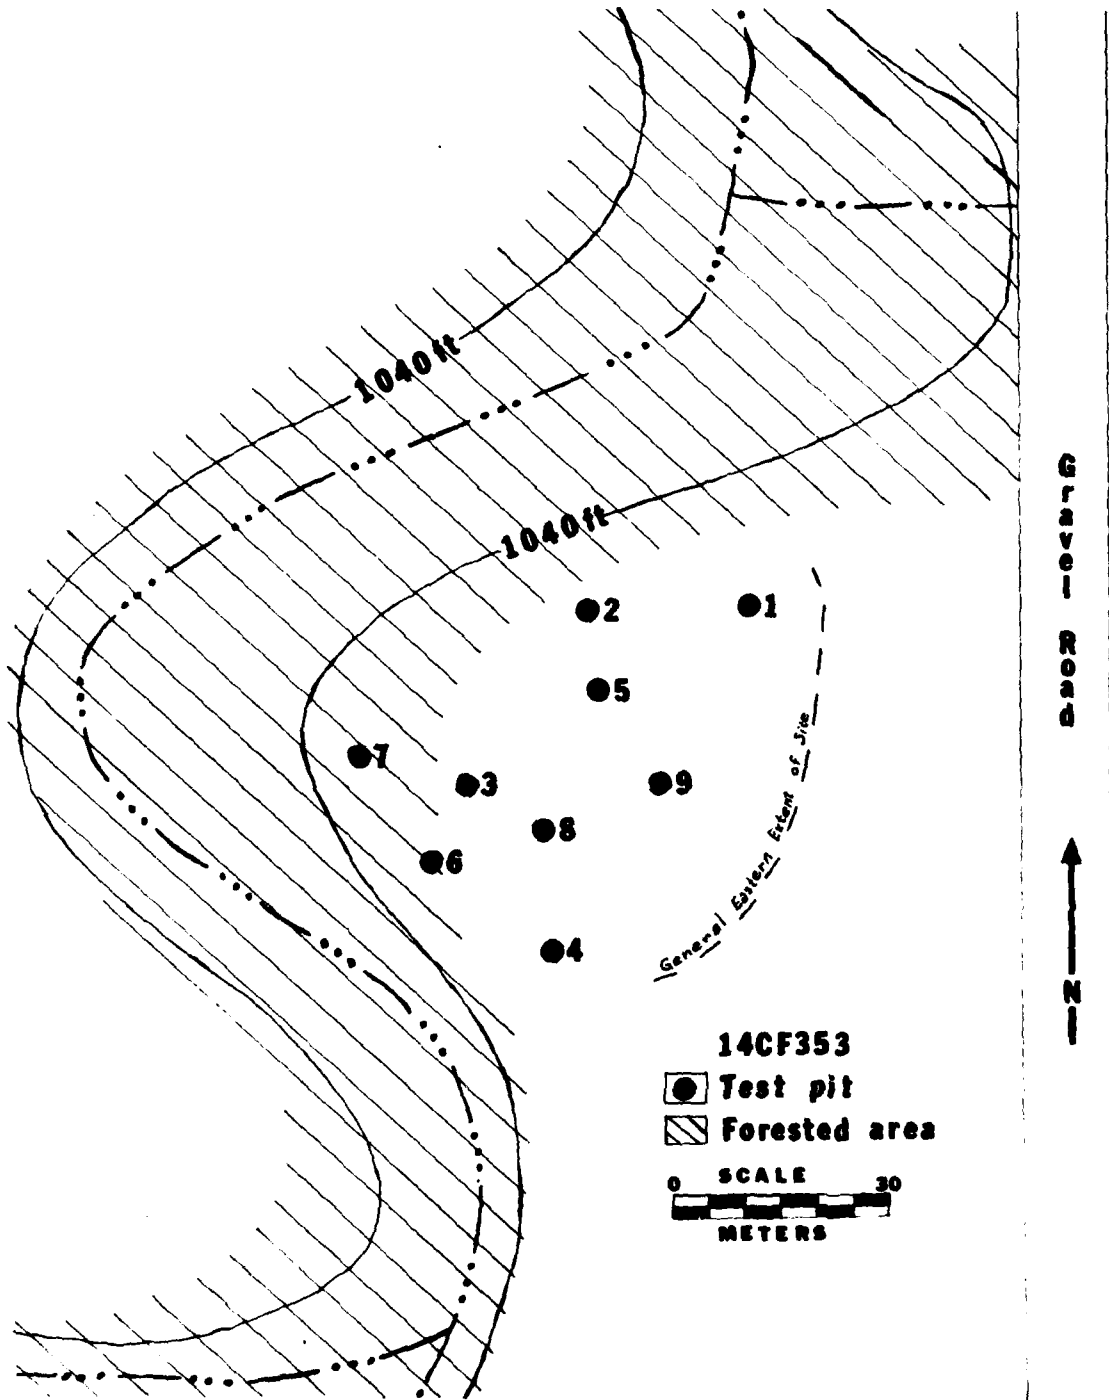 1040ft
1040ft
2
1
5
7
3
9
8
6
4
General Eastern Extent of Site
Gravel Road
N
14CF353
Test pit
Forested area
SCALE
0 30
METERS